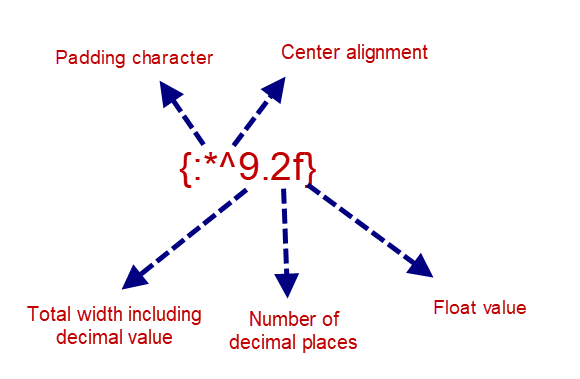 Padding character
Center alignment
{:*^9.2f}
Total width including
decimal value
Number of
decimal places
Float value